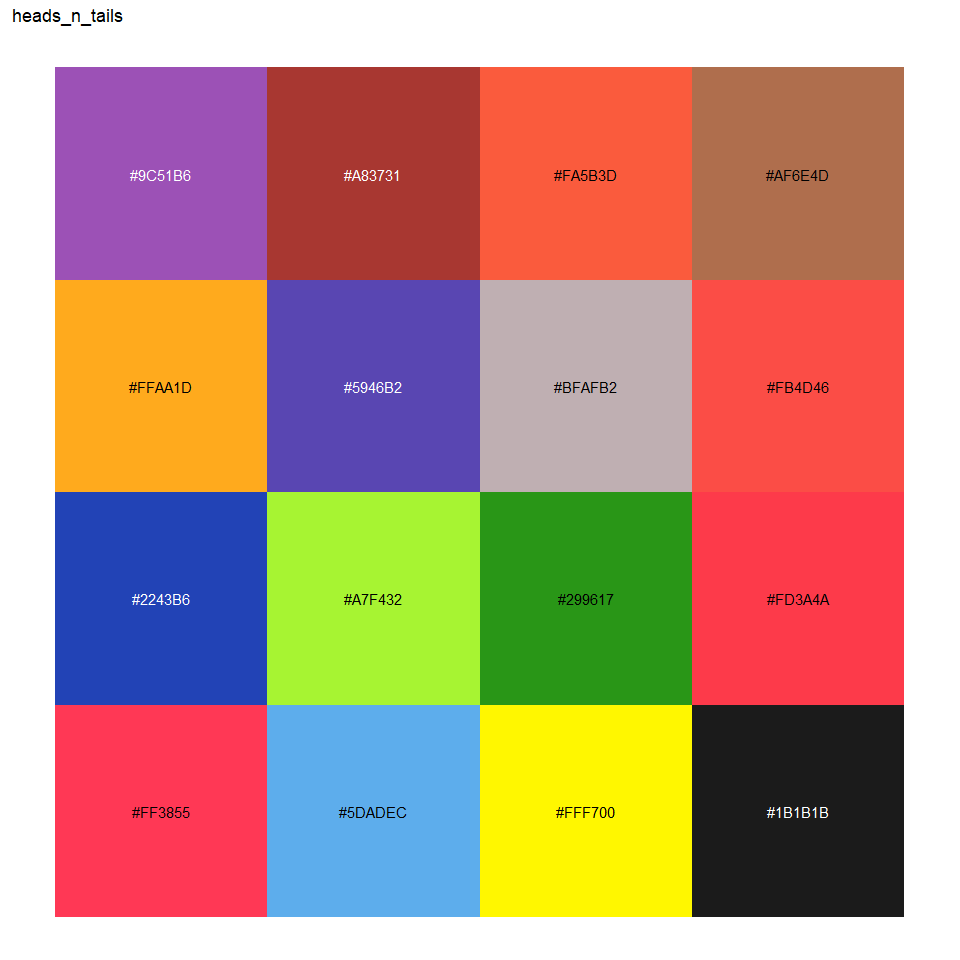 heads_n_tails
#9C51B6 #A83731 #FA5B3D #AF6E4D
#FFAA1D #5946B2 #BFAFB2 #FB4D46
#2243B6 #A7F432 #299617 #FD3A4A
#FF3855 #5DADEC #FFF700 #1B1B1B